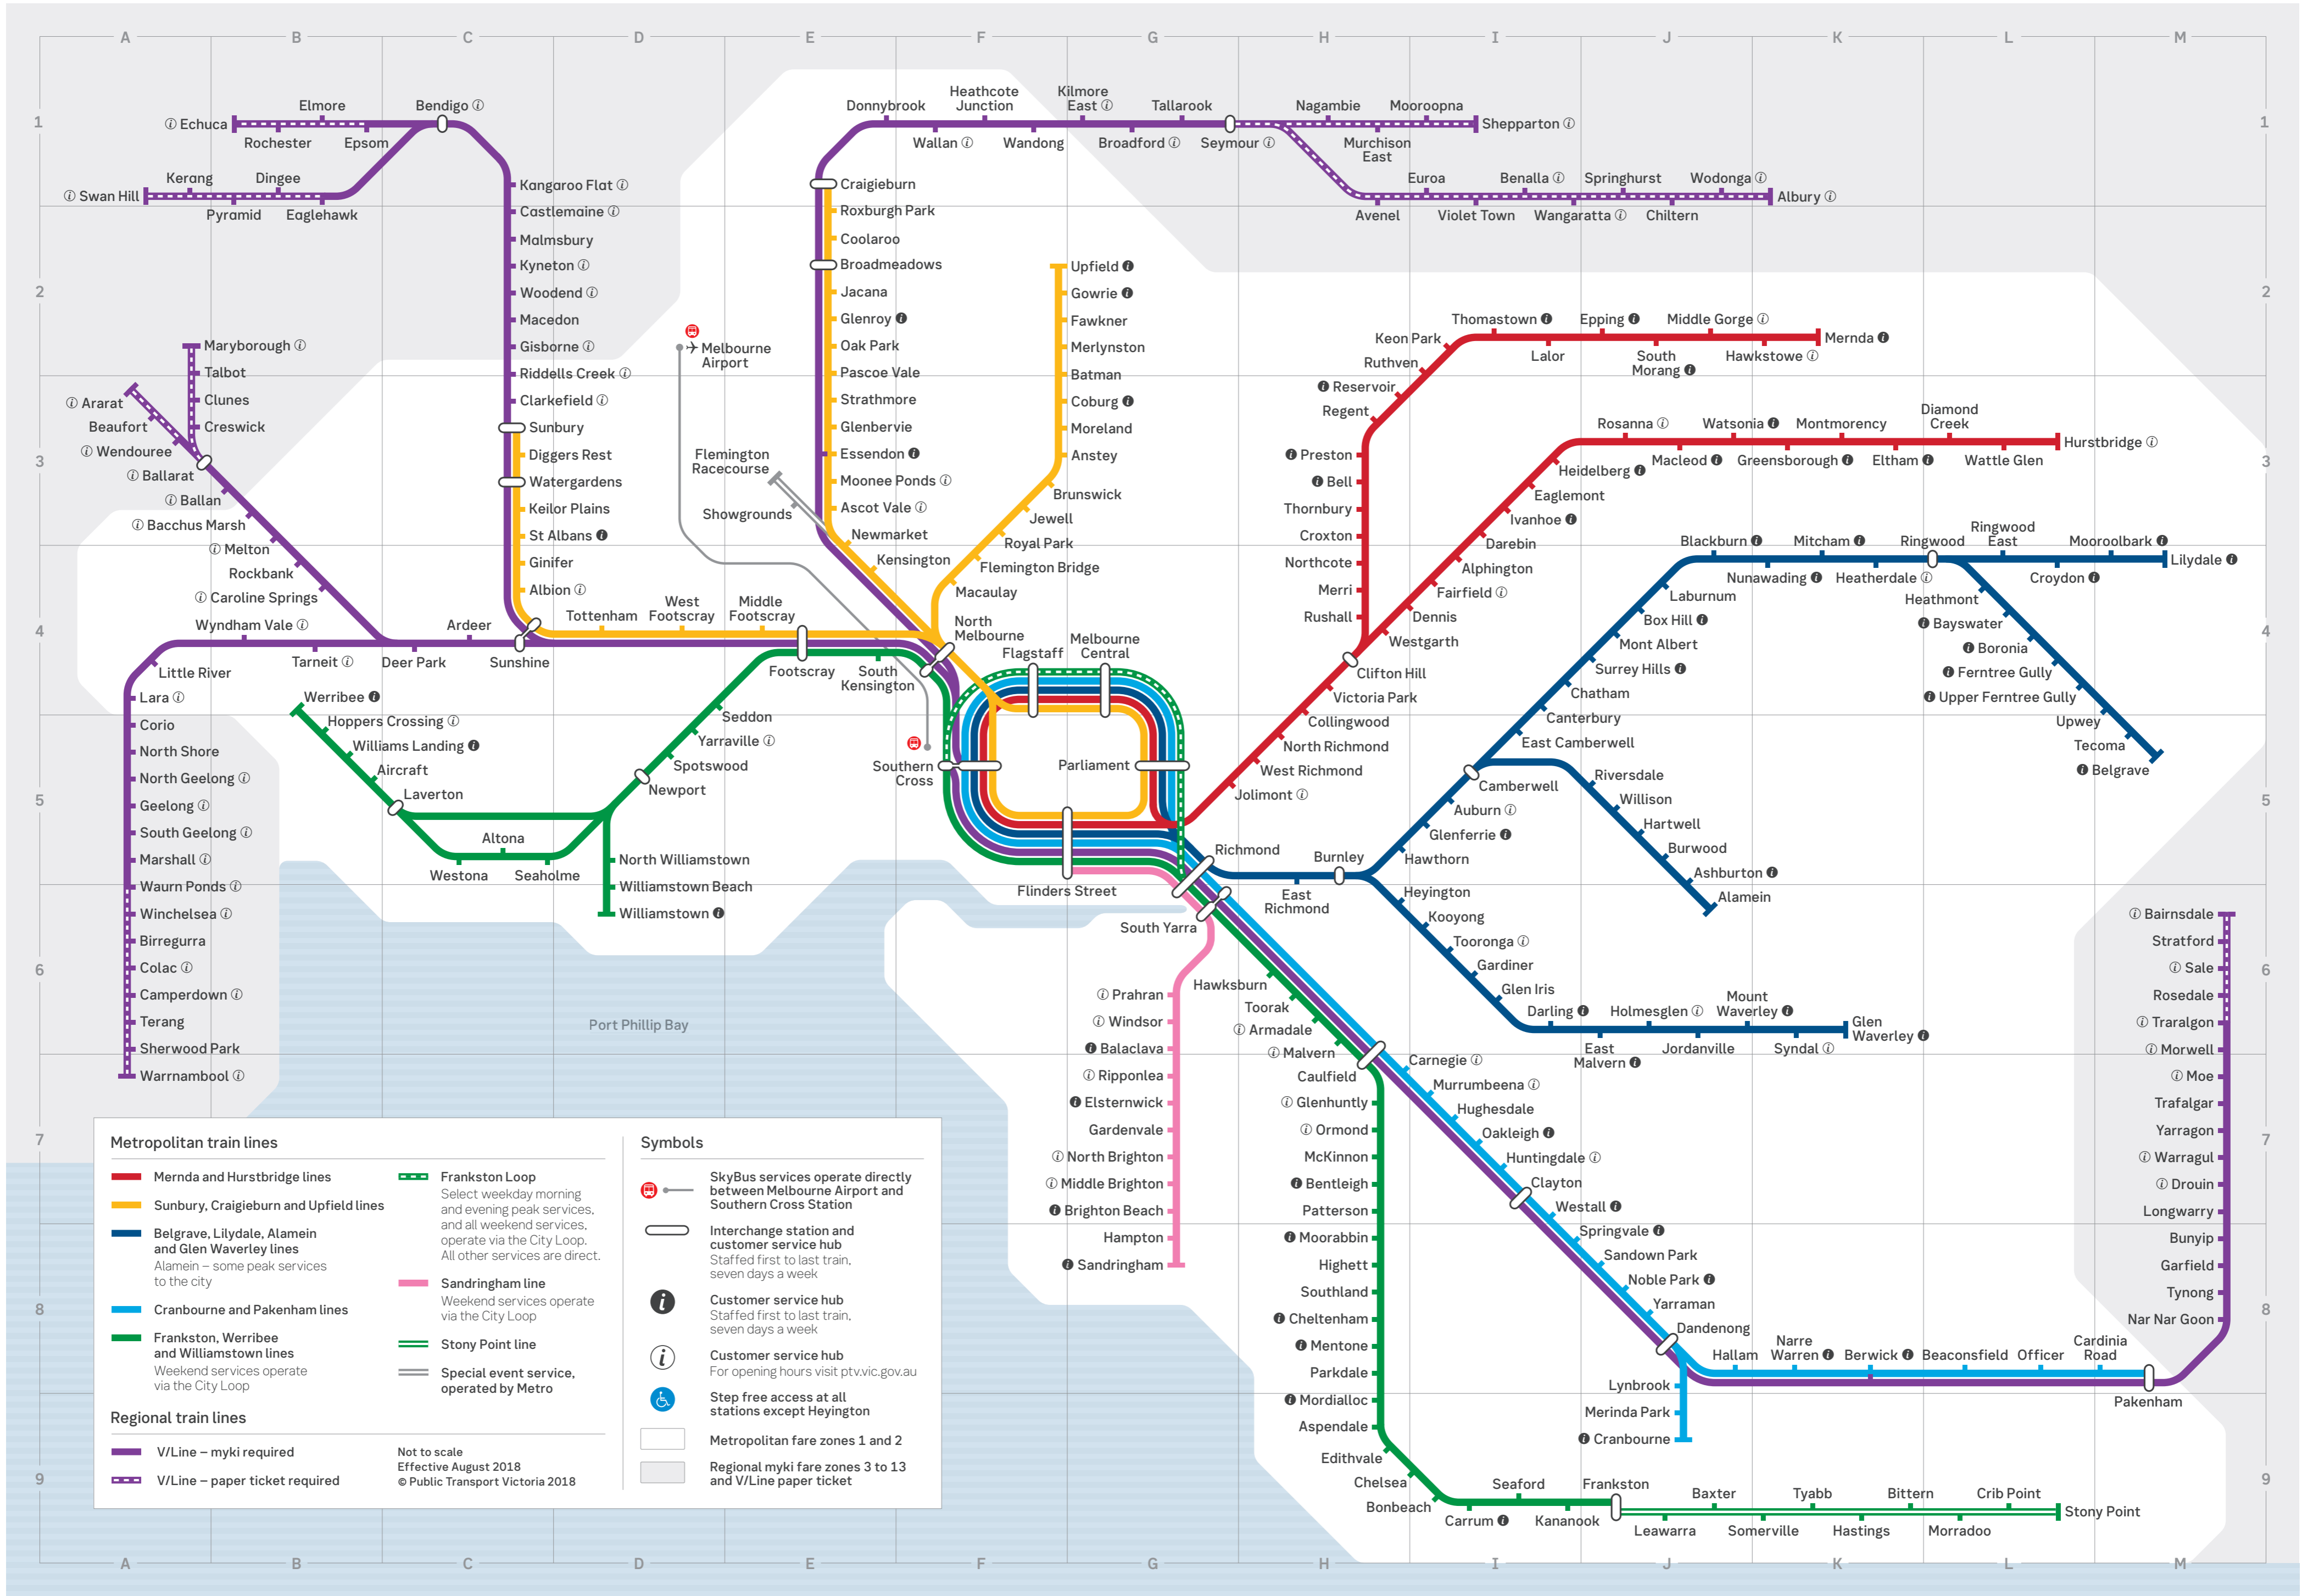 A B C D E F G H I J K L M
1
2
3
4
5
6
7
8
9
Echuca
Elmore
Rochester
Epsom
Bendigo
Swan Hill
Kerang
Pyramid
Dingee
Eaglehawk
Kangaroo Flat
Castlemaine
Malmsbury
Kyneton
Woodend
Macedon
Gisborne
Riddells Creek
Clarkefield
Sunbury
Diggers Rest
Watergardens
Keilor Plains
St Albans
Ginifer
Albion
Sunshine
Tottenham
West
Footscray
Middle
Footscray
Footscray
South
Kensington
Maryborough
Talbot
Clunes
Creswick
Ararat
Beaufort
Wendouree
Ballarat
Ballan
Bacchus Marsh
Melton
Rockbank
Caroline Springs
Wyndham Vale
Tarneit
Deer Park
Ardeer
Little River
Lara
Corio
North Shore
North Geelong
Geelong
South Geelong
Marshall
Waurn Ponds
Winchelsea
Birregurra
Colac
Camperdown
Terang
Sherwood Park
Warrnambool
Werribee
Hoppers Crossing
Williams Landing
Aircraft
Laverton
Westona
Altona
Seaholme
Seddon
Yarraville
Spotswood
Newport
North Williamstown
Williamstown Beach
Williamstown
Port Phillip Bay
Melbourne
Airport
Flemington
Racecourse
Showgrounds
Donnybrook
Wallan
Heathcote
Junction
Wandong
Kilmore
East
Broadford
Tallarook
Seymour
Nagambie
Murchison
East
Mooroopna
Shepparton
Avenel
Euroa
Violet Town
Benalla
Wangaratta
Springhurst
Chiltern
Wodonga
Albury
Craigieburn
Roxburgh Park
Coolaroo
Broadmeadows
Jacana
Glenroy
Oak Park
Pascoe Vale
Strathmore
Glenbervie
Essendon
Moonee Ponds
Ascot Vale
Newmarket
Kensington
Upfield
Gowrie
Fawkner
Merlynston
Batman
Coburg
Moreland
Anstey
Brunswick
Jewell
Royal Park
Flemington Bridge
Macaulay
North
Melbourne
Flagstaff
Melbourne
Central
Southern
Cross
Parliament
Flinders Street
Richmond
South Yarra
Mernda
Hawkstowe
Middle Gorge
South
Morang
Epping
Lalor
Thomastown
Keon Park
Ruthven
Reservoir
Regent
Preston
Bell
Thornbury
Croxton
Northcote
Merri
Rushall
Hurstbridge
Wattle Glen
Diamond
Creek
Eltham
Montmorency
Greensborough
Watsonia
Macleod
Rosanna
Heidelberg
Eaglemont
Ivanhoe
Darebin
Alphington
Fairfield
Dennis
Westgarth
Clifton Hill
Victoria Park
Collingwood
North Richmond
West Richmond
Jolimont
Lilydale
Mooroolbark
Croydon
Ringwood
East
Ringwood
Heatherdale
Mitcham
Nunawading
Blackburn
Laburnum
Box Hill
Mont Albert
Surrey Hills
Chatham
Canterbury
East Camberwell
Camberwell
Auburn
Glenferrie
Hawthorn
Burnley
East
Richmond
Heathmont
Bayswater
Boronia
Ferntree Gully
Upper Ferntree Gully
Upwey
Tecoma
Belgrave
Riversdale
Willison
Hartwell
Burwood
Ashburton
Alamein
Heyington
Kooyong
Tooronga
Gardiner
Glen Iris
Darling
East
Malvern
Holmesglen
Jordanville
Mount
Waverley
Syndal
Glen
Waverley
Prahran
Windsor
Balaclava
Ripponlea
Elsternwick
Gardenvale
North Brighton
Middle Brighton
Brighton Beach
Hampton
Sandringham
Hawksburn
Toorak
Armadale
Malvern
Caulfield
Glenhuntly
Ormond
McKinnon
Bentleigh
Patterson
Moorabbin
Highett
Southland
Cheltenham
Mentone
Parkdale
Mordialloc
Aspendale
Edithvale
Chelsea
Bonbeach
Carrum
Seaford
Kananook
Frankston
Leawarra
Baxter
Somerville
Tyabb
Hastings
Bittern
Morradoo
Crib Point
Stony Point
Carnegie
Murrumbeena
Hughesdale
Oakleigh
Huntingdale
Clayton
Westall
Springvale
Sandown Park
Noble Park
Yarraman
Dandenong
Hallam
Narre
Warren
Berwick
Beaconsfield
Officer
Cardinia
Road
Pakenham
Lynbrook
Merinda Park
Cranbourne
Bairnsdale
Stratford
Sale
Rosedale
Traralgon
Morwell
Moe
Trafalgar
Yarragon
Warragul
Drouin
Longwarry
Bunyip
Garfield
Tynong
Nar Nar Goon
Metropolitan train lines
Mernda and Hurstbridge lines
Sunbury, Craigieburn and Upfield lines
Belgrave, Lilydale, Alamein
and Glen Waverley lines
Alamein – some peak services
to the city
Cranbourne and Pakenham lines
Frankston, Werribee
and Williamstown lines
Weekend services operate
via the City Loop
Frankston Loop
Select weekday morning
and evening peak services,
and all weekend services,
operate via the City Loop.
All other services are direct.
Sandringham line
Weekend services operate
via the City Loop
Stony Point line
Special event service,
operated by Metro
Regional train lines
V/Line – myki required
V/Line – paper ticket required
Not to scale
Effective August 2018
© Public Transport Victoria 2018
Symbols
SkyBus services operate directly
between Melbourne Airport and
Southern Cross Station
Interchange station and
customer service hub
Staffed first to last train,
seven days a week
Customer service hub
Staffed first to last train,
seven days a week
Customer service hub
For opening hours visit ptv.vic.gov.au
Step free access at all
stations except Heyington
Metropolitan fare zones 1 and 2
Regional myki fare zones 3 to 13
and V/Line paper ticket
1
2
3
4
5
6
7
8
9
A B C D E F G H I J K L M